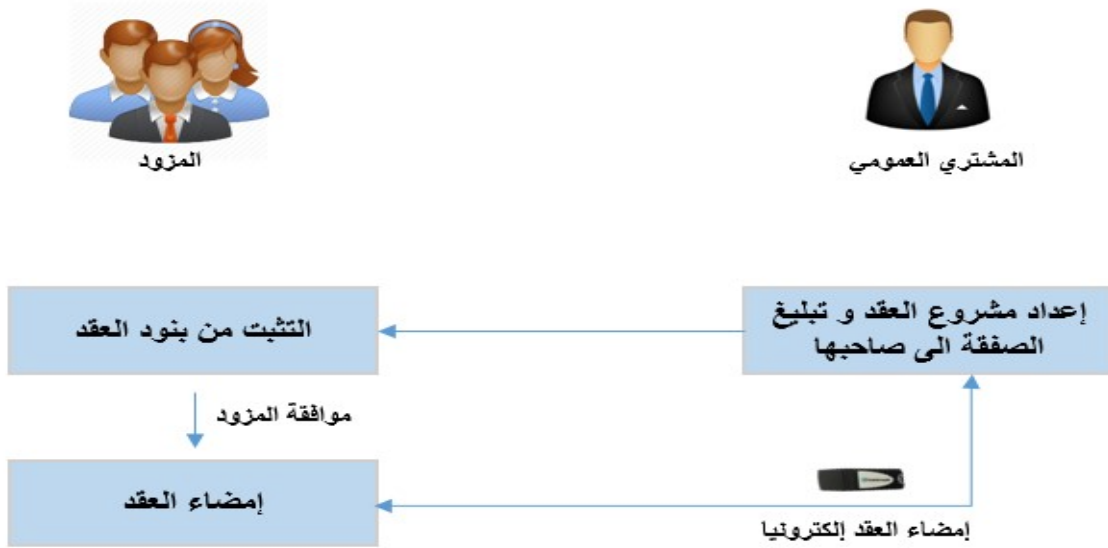 المشتري العمومي
المزود
إعداد مشروع العقد و تبليغ
الصفقة الى صاحبها
التثبت من بنود العقد
موافقة المزود
إمضاء العقد
إمضاء العقد إلكترونيا